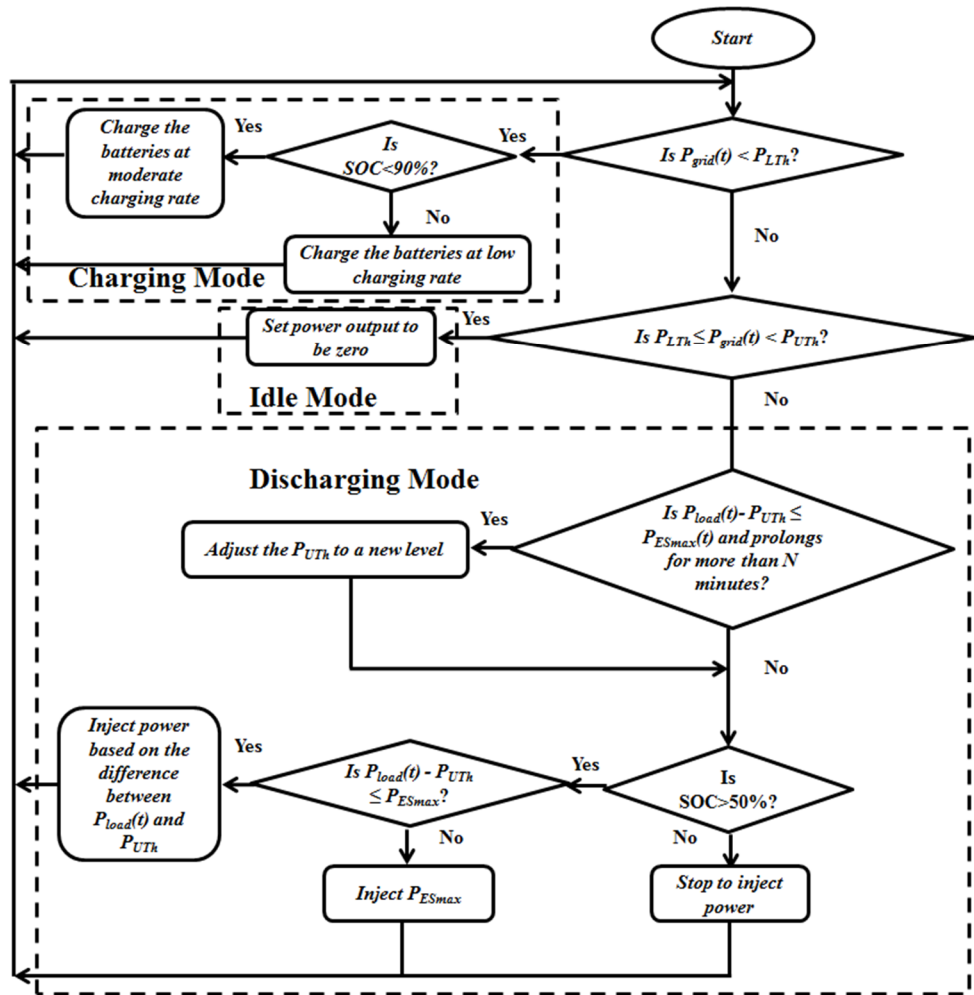 Start
Is P_grid(t) < P_LTh?
Yes
No
Is
SOC<90%?
Yes
No
Charge the
batteries at
moderate
charging rate
Charge the batteries at low
charging rate
Charging Mode
Is P_LTh ≤ P_grid(t) < P_UTh?
Yes
No
Set power output to
be zero
Idle Mode
Discharging Mode
Is P_load(t)- P_UTh ≤
P_ESmax(t) and prolongs
for more than N
minutes?
Yes
No
Adjust the P_UTh to a new level
Is
SOC>50%?
Yes
No
Is P_load(t) - P_UTh
≤ P_ESmax?
Yes
No
Inject power
based on the
difference
between
P_load(t) and
P_UTh
Inject P_ESmax
Stop to inject
power